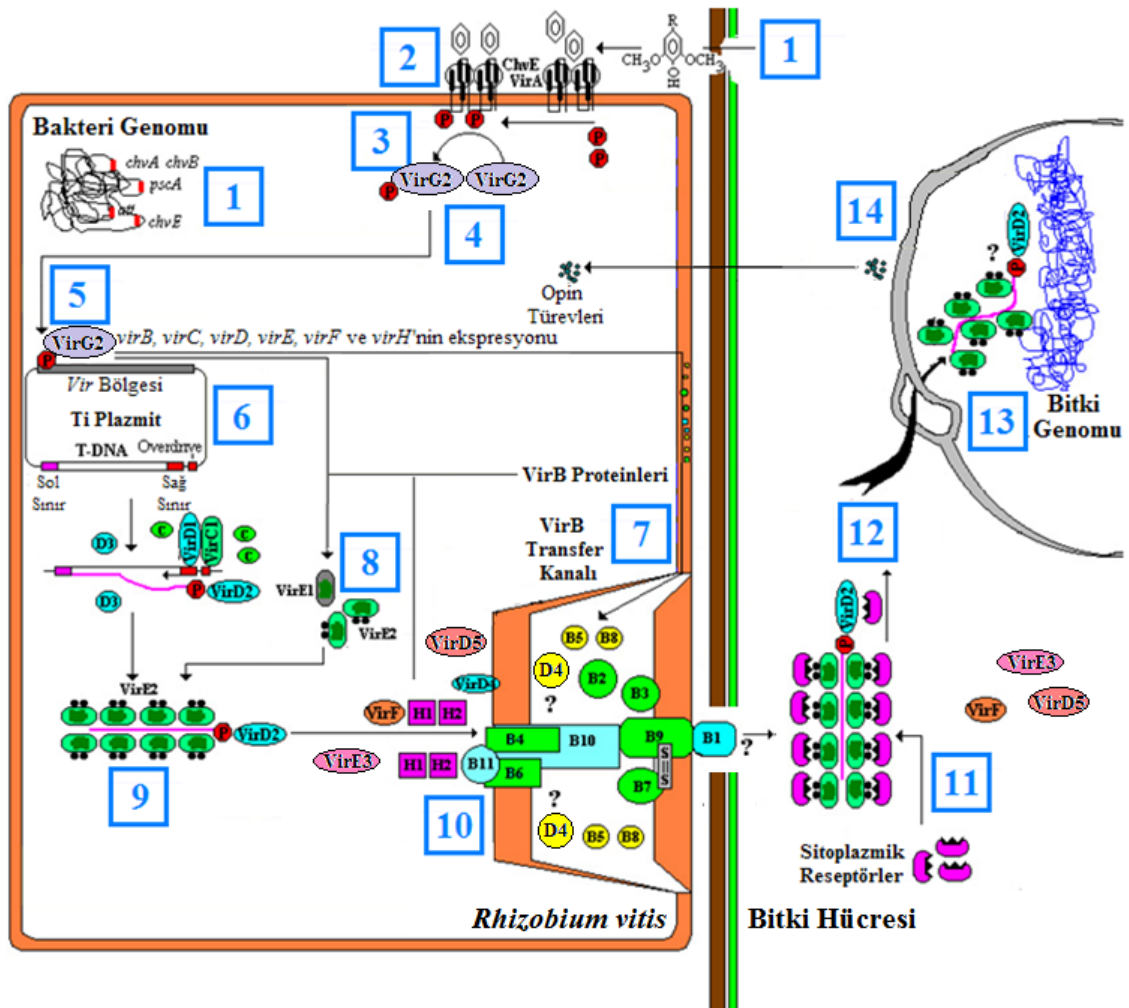 2
ChvE
VirA
R
CH3O
OCH3
OH
1
Bakteri Genomu
chvA chvB
pscA
att
chvE
1
P
P
P
P
3
VirG2
VirG2
P
4
14
VirD2
P
?
Opin
Türevleri
5
VirG2
P
virB, virC, virD, virE, virF ve virH'nin ekspresyonu
Vir Bölgesi
Ti Plazmit
T-DNA
Overdrive
Sol
Sınır
Sağ
Sınır
6
13
Bitki
Genomu
VirB Proteinleri
VirB
Transfer
Kanalı
7
12
D3
C
VirD1
VirC1
C
C
P
VirD2
D3
VirE1
8
VirE2
VirD5
VirD4
B5
B8
D4
?
B2
B3
VirD2
P
VirE3
VirD5
VirF
VirE2
P
VirD2
9
VirF
H1
H2
VirE3
H1
H2
B4
B10
B11
B6
B9
B1
S
S
B7
?
?
D4
B5
B8
10
11
Sitoplazmik
Reseptörler
Rhizobium vitis
Bitki Hücresi